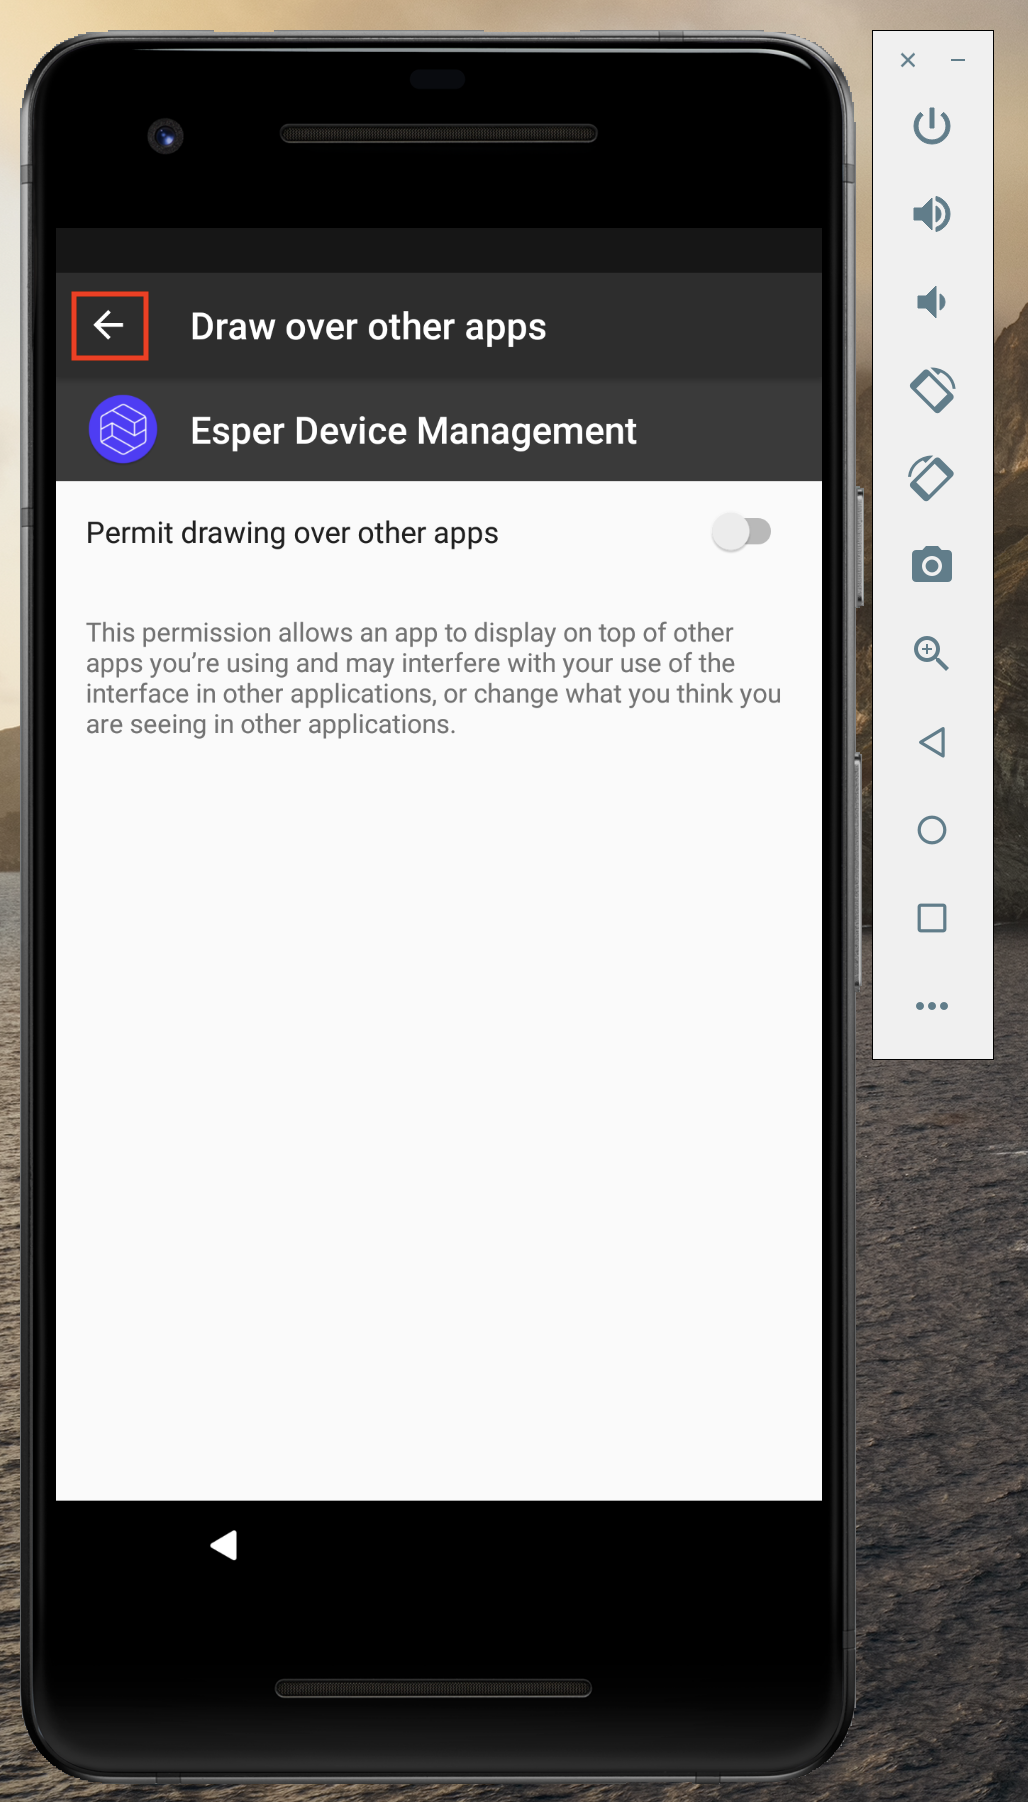 Draw over other apps
Esper Device Management
Permit drawing over other apps
This permission allows an app to display on top of other
apps you’re using and may interfere with your use of the
interface in other applications, or change what you think you
are seeing in other applications.